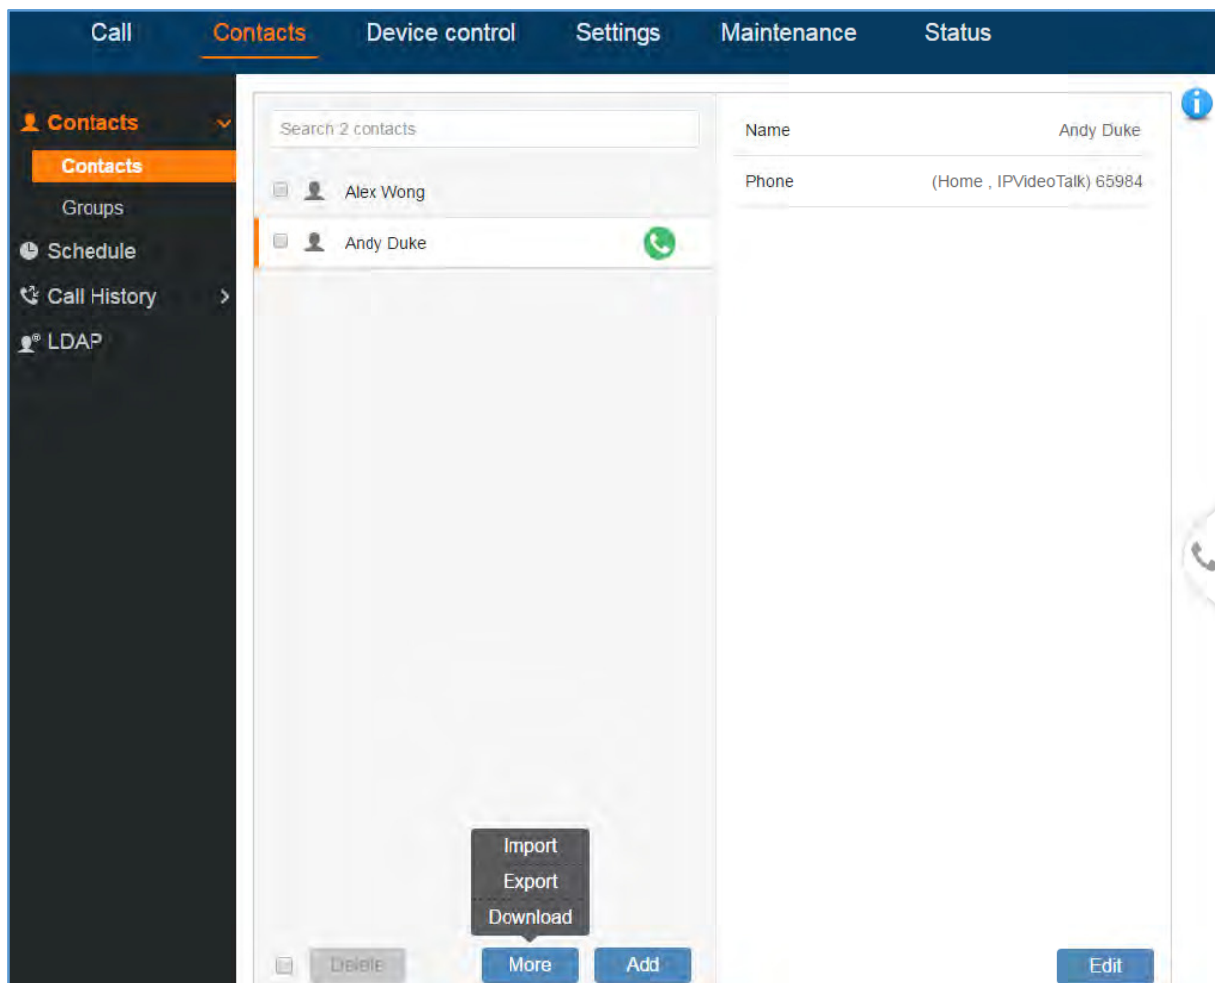 Call Contacts Device control Settings Maintenance Status
Contacts
Contacts
Groups
Schedule
Call History
LDAP
Search 2 contacts
Alex Wong
Andy Duke
Name Andy Duke
Phone (Home , IPVideoTalk) 65984
Import
Export
Download
Delete More Add Edit